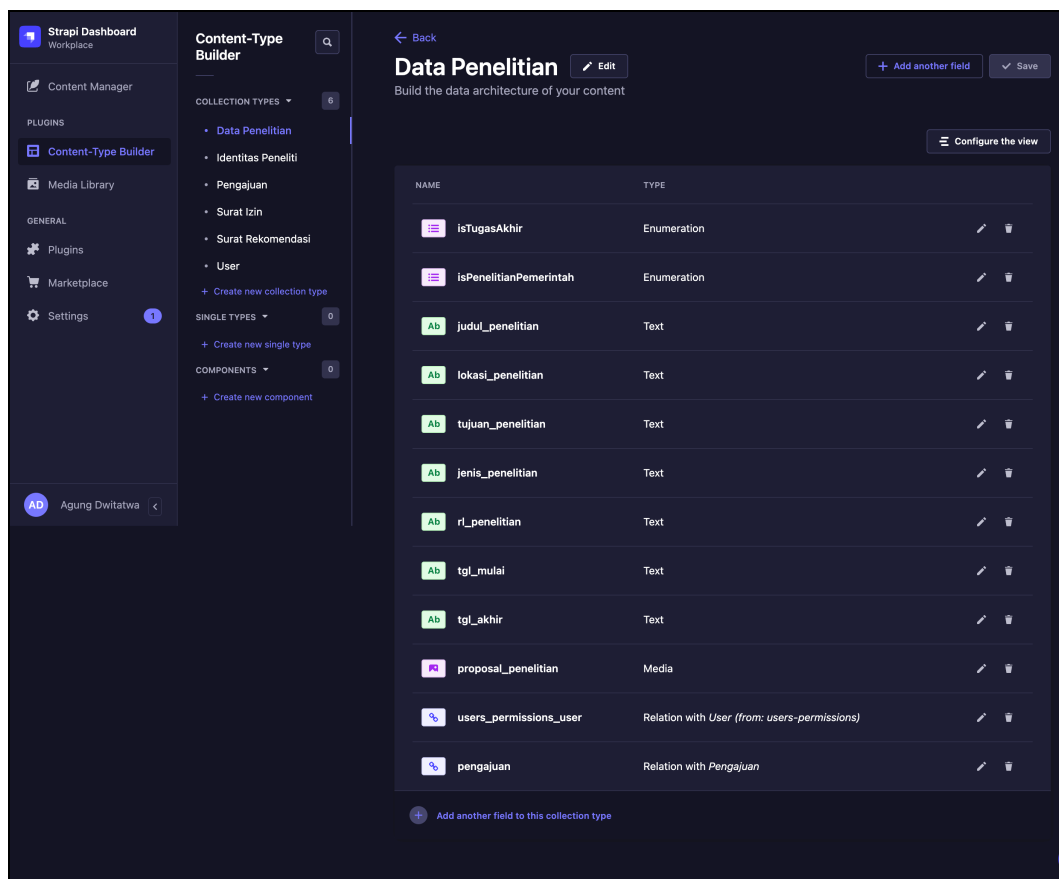 Strapi Dashboard
Workplace
Content Manager
PLUGINS
Content-Type Builder
Media Library
GENERAL
Plugins
Marketplace
Settings 1
AD Agung Dwitatwa
Content-Type
Builder
COLLECTION TYPES 6
Data Penelitian
Identitas Peneliti
Pengajuan
Surat Izin
Surat Rekomendasi
User
+ Create new collection type
SINGLE TYPES 0
+ Create new single type
COMPONENTS 0
+ Create new component
Back
Data Penelitian Edit
+ Add another field Save
Build the data architecture of your content
Configure the view
NAME TYPE
isTugasAkhir Enumeration
isPenelitianPemerintah Enumeration
Ab judul_penelitian Text
Ab lokasi_penelitian Text
Ab tujuan_penelitian Text
Ab jenis_penelitian Text
Ab rl_penelitian Text
Ab tgl_mulai Text
Ab tgl_akhir Text
proposal_penelitian Media
users_permissions_user Relation with User (from: users-permissions)
pengajuan Relation with Pengajuan
+ Add another field to this collection type